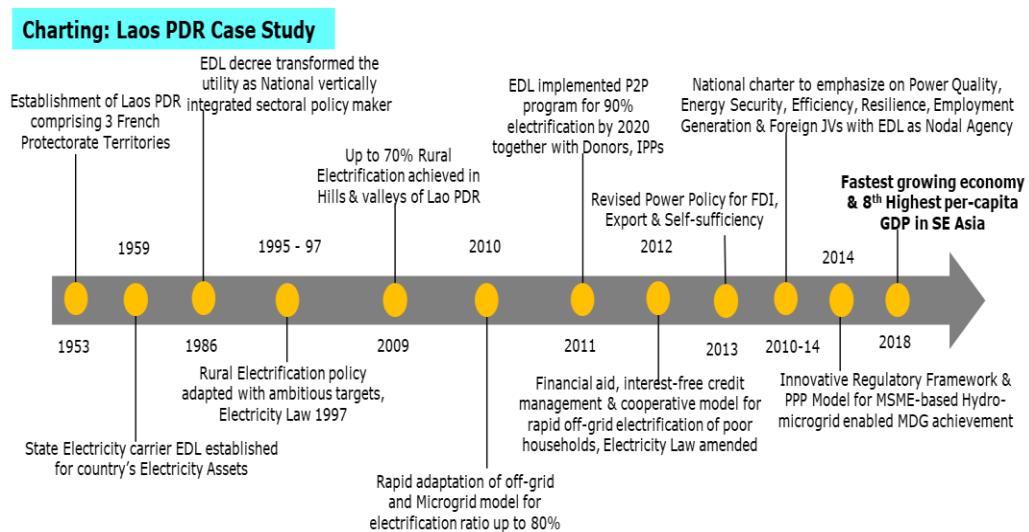 Charting: Laos PDR Case Study
Establishment of Laos PDR
comprising 3 French
Protectorate Territories
EDL decree transformed the
utility as National vertically
integrated sectoral policy maker
Up to 70% Rural
Electrification achieved in
Hills & valleys of Lao PDR
EDL implemented P2P
program for 90%
electrification by 2020
together with Donors, IPPs
Revised Power Policy for FDI,
Export & Self-sufficiency
National charter to emphasize on Power Quality,
Energy Security, Efficiency, Resilience, Employment
Generation & Foreign JVs with EDL as Nodal Agency
Fastest growing economy
& 8th Highest per-capita
GDP in SE Asia
1959
1995 - 97
2010
2012
2014
1953
1986
2009
2011
2013
2010-14
2018
State Electricity carrier EDL established
for country's Electricity Assets
Rural Electrification policy
adapted with ambitious targets,
Electricity Law 1997
Rapid adaptation of off-grid
and Microgrid model for
electrification ratio up to 80%
Financial aid, interest-free credit
management & cooperative model for
rapid off-grid electrification of poor
households, Electricity Law amended
Innovative Regulatory Framework &
PPP Model for MSME-based Hydro-
microgrid enabled MDG achievement